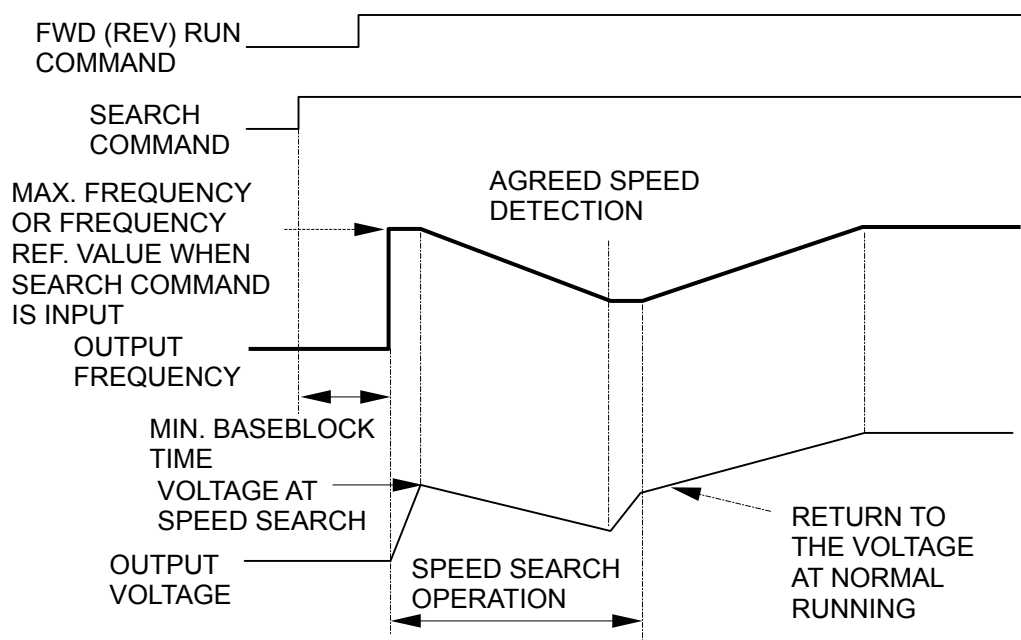 FWD (REV) RUN
COMMAND
SEARCH
COMMAND
MAX. FREQUENCY
OR FREQUENCY
REF. VALUE WHEN
SEARCH COMMAND
IS INPUT
AGREED SPEED
DETECTION
OUTPUT
FREQUENCY
MIN. BASEBLOCK
TIME
VOLTAGE AT
SPEED SEARCH
OUTPUT
VOLTAGE
SPEED SEARCH
OPERATION
RETURN TO
THE VOLTAGE
AT NORMAL
RUNNING